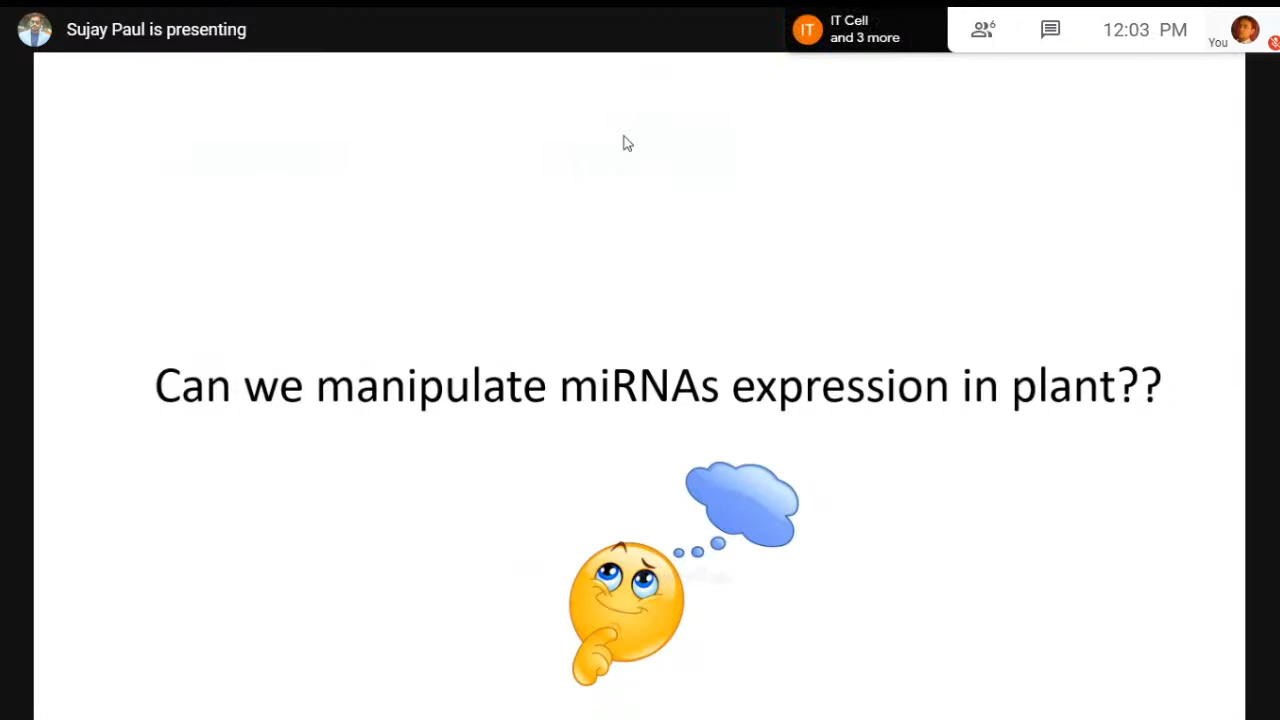 Sujay Paul is presenting
IT
IT Cell
and 3 more
6
12:03 PM
You
Can we manipulate miRNAs expression in plant??